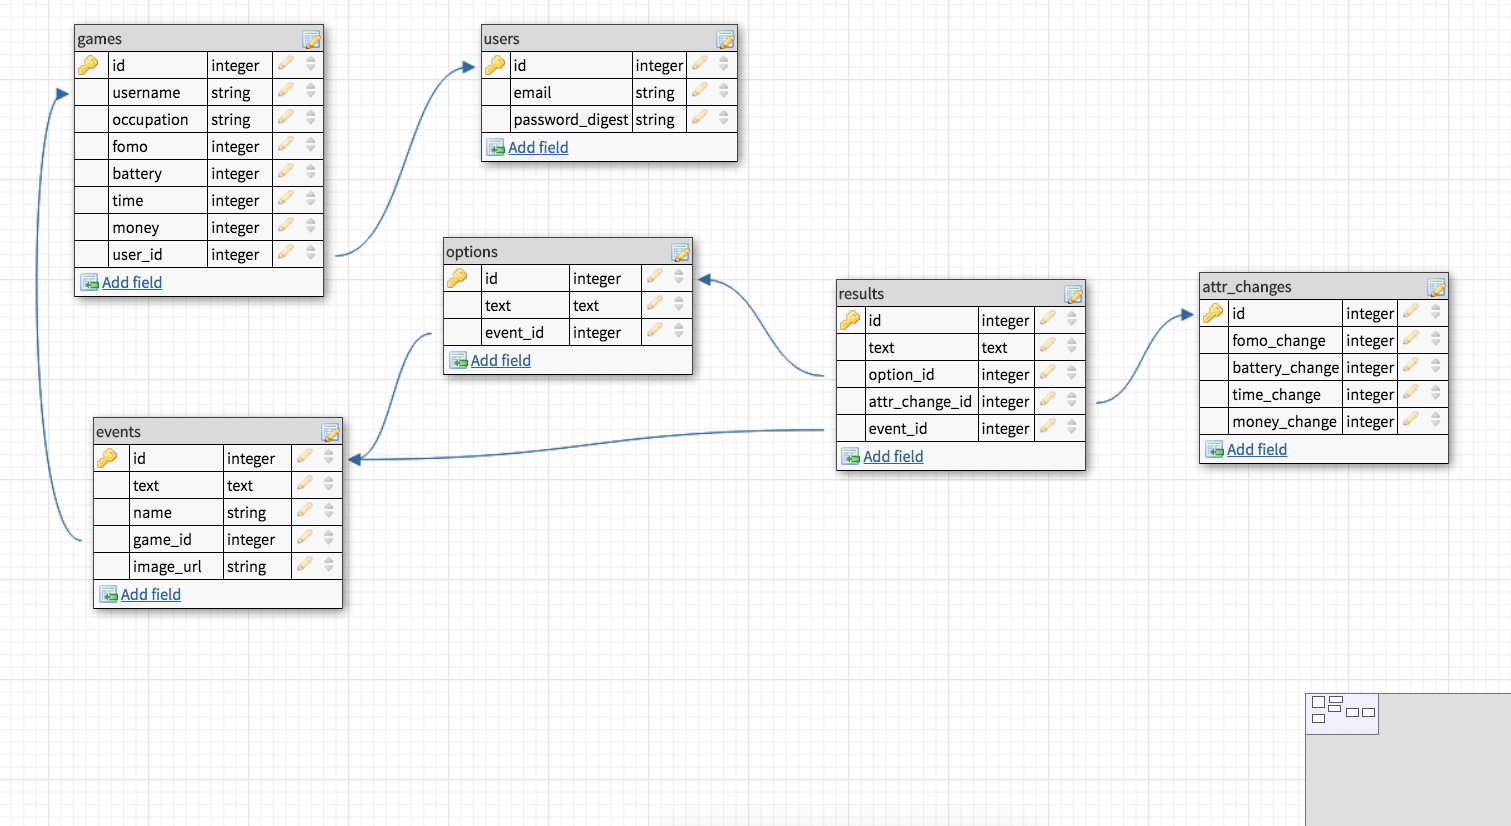 games
id integer
username string
occupation string
fomo integer
battery integer
time integer
money integer
user_id integer
Add field
users
id integer
email string
password_digest string
Add field
options
id integer
text text
event_id integer
Add field
results
id integer
text text
option_id integer
attr_change_id integer
event_id integer
Add field
attr_changes
id integer
fomo_change integer
battery_change integer
time_change integer
money_change integer
Add field
events
id integer
text text
name string
game_id integer
image_url string
Add field